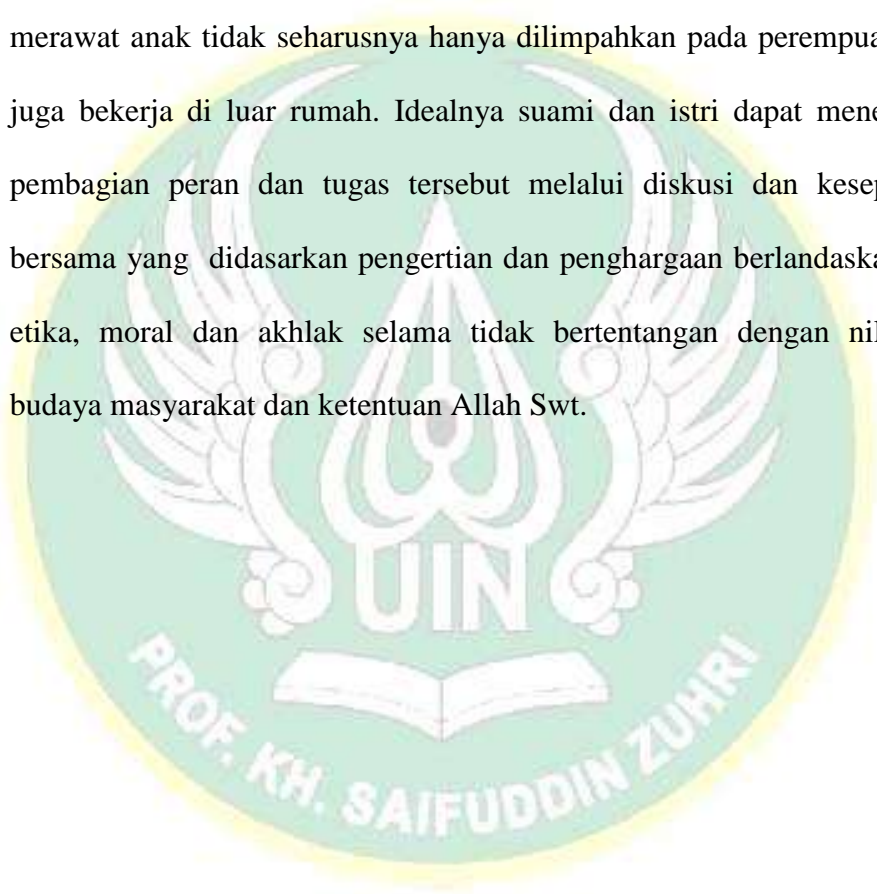 merawat anak tidak seharusnya hanya dilimpahkan pada perempua
juga bekerja di luar rumah. Idealnya suami dan istri dapat mene
pembagian peran dan tugas tersebut melalui diskusi dan kesep
bersama yang didasarkan pengertian dan penghargaan berlandaska
etika, moral dan akhlak selama tidak bertentangan dengan nil
budaya masyarakat dan ketentuan Allah Swt.
UIN
PROF. KH. SAIFUDDIN ZUHRI